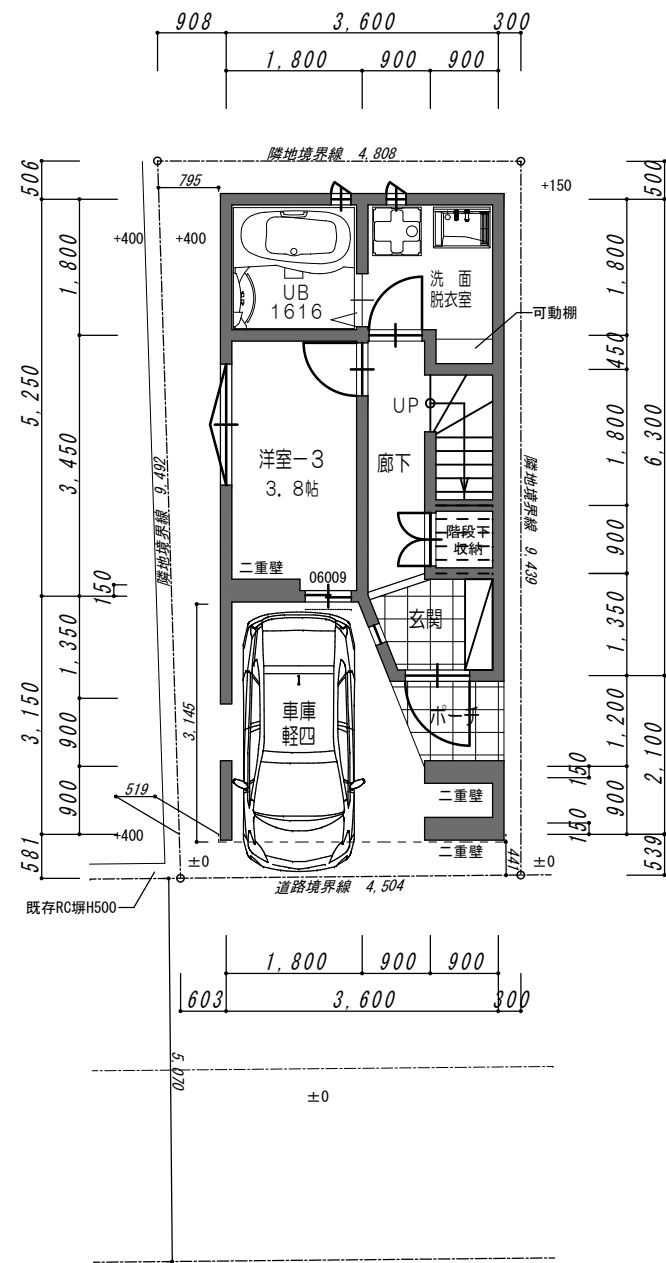 908
3,600
300
1,800
900
900
隣地境界線 4,808
506
795
+150
500
+400
+400
1,800
1,800
UB
1616
洗 面
脱衣室
可動棚
450
5,250
6,300
UP
3,450
1,800
洋室－3
3.8帖
廊下
隣地境界線 9,492
隣地境界線 9,439
階段下
収納
900
二重壁
06009
150
玄関
1,350
1,350
3,150
3,145
車庫
軽四
ポーチ
1,200
2,100
900
150
519
二重壁
900
900
+400
二重壁
150
581
±0
441
±0
539
道路境界線 4,504
既存RC塀H500
1,800
900
900
603
3,600
300
5,070
±0